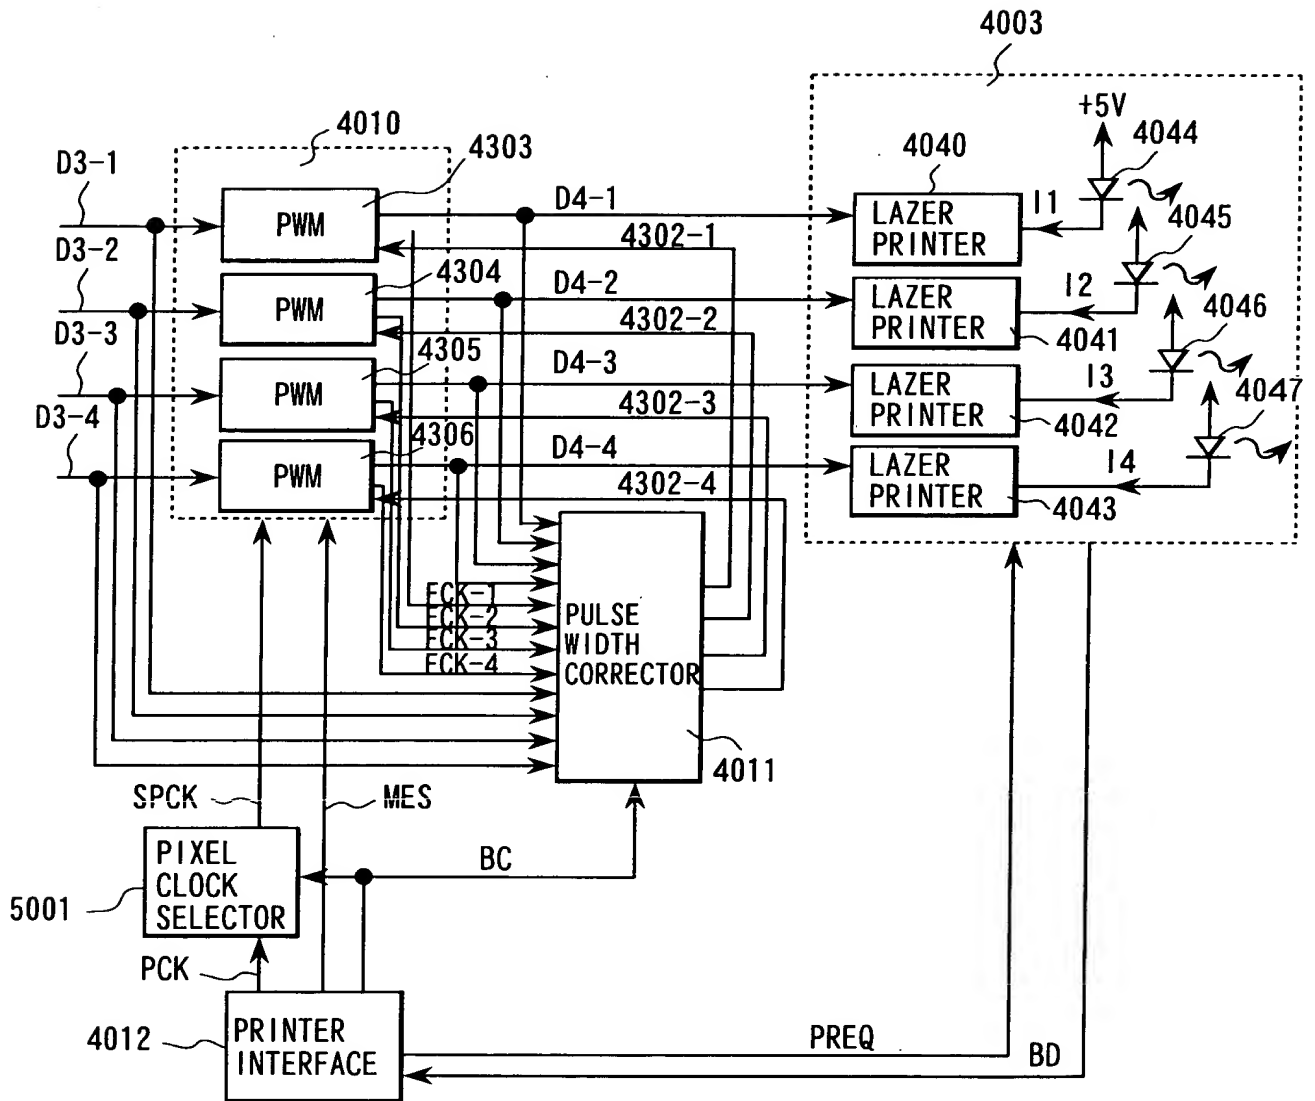 4003
+5V
4044
4010
4303
D3-1
PWM
D4-1
4302-1
4040
LAZER
PRINTER
I1
4045
D3-2
4304
PWM
D4-2
4302-2
LAZER
PRINTER
4041
I2
4046
D3-3
4305
PWM
D4-3
4302-3
LAZER
PRINTER
4042
I3
4047
D3-4
4306
PWM
D4-4
4302-4
LAZER
PRINTER
4043
I4
FCK-1
FCK-2
FCK-3
FCK-4
PULSE
WIDTH
CORRECTOR
4011
SPCK
MES
PIXEL
CLOCK
SELECTOR
5001
BC
PCK
4012
PRINTER
INTERFACE
PREQ
BD